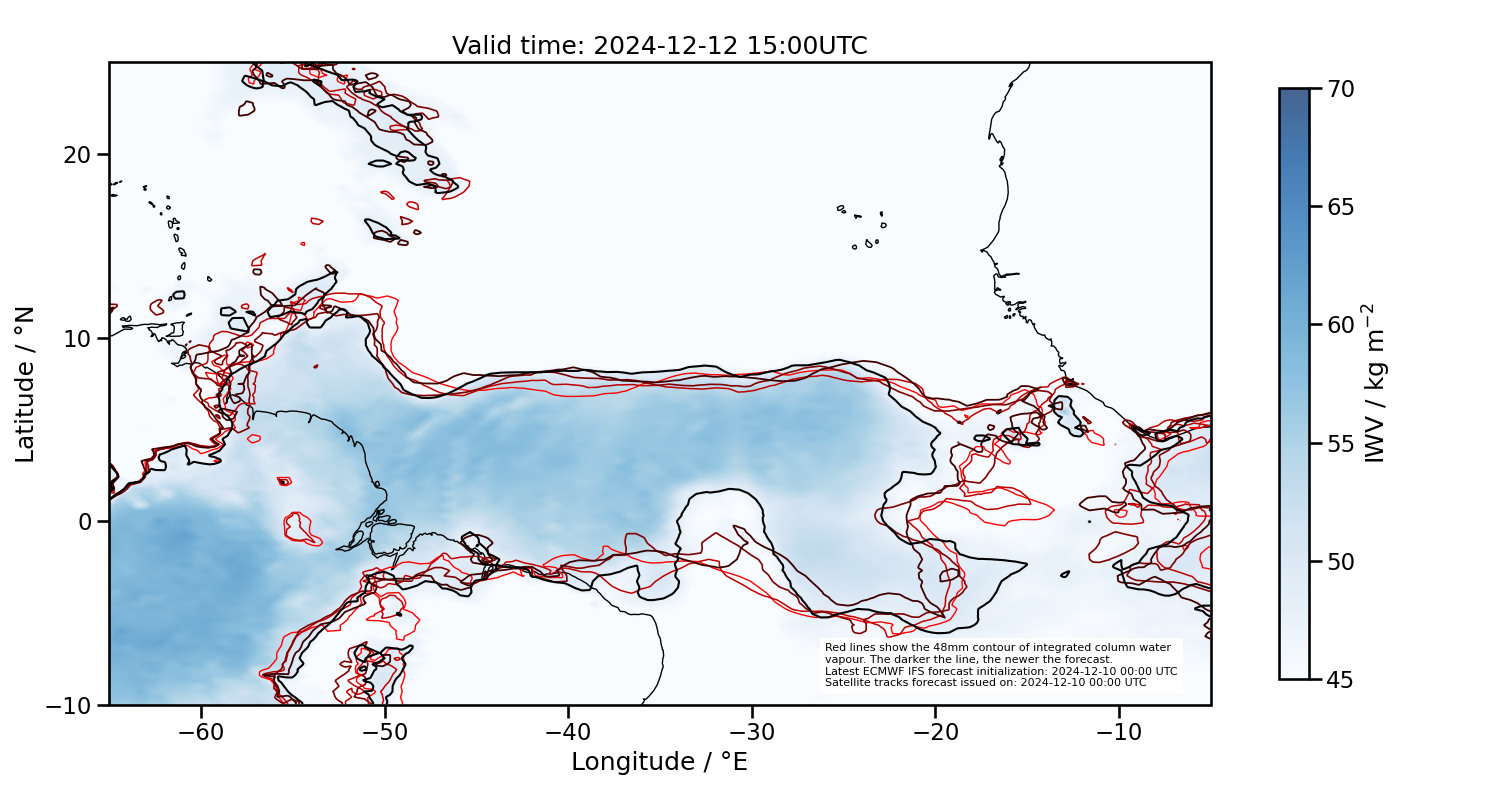 Valid time: 2024-12-12 15:00UTC
Latitude / °N
20
10
0
−10
−60
−50
−40
−30
−20
−10
Longitude / °E
Red lines show the 48mm contour of integrated column water
vapour. The darker the line, the newer the forecast.
Latest ECMWF IFS forecast initialization: 2024-12-10 00:00 UTC
Satellite tracks forecast issued on: 2024-12-10 00:00 UTC
70
65
60
55
50
45
IWV / kg m⁻²